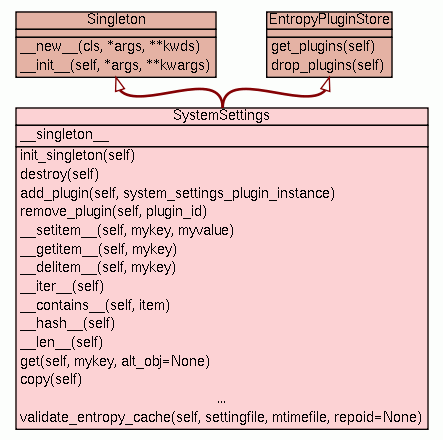 Singleton
__new__(cls, *args, **kwds)
__init__(self, *args, **kwargs)
EntropyPluginStore
get_plugins(self)
drop_plugins(self)
SystemSettings
__singleton__
init_singleton(self)
destroy(self)
add_plugin(self, system_settings_plugin_instance)
remove_plugin(self, plugin_id)
__setitem__(self, mykey, myvalue)
__getitem__(self, mykey)
__delitem__(self, mykey)
__iter__(self)
__contains__(self, item)
__hash__(self)
__len__(self)
get(self, mykey, alt_obj=None)
copy(self)
...
validate_entropy_cache(self, settingfile, mtimefile, repoid=None)